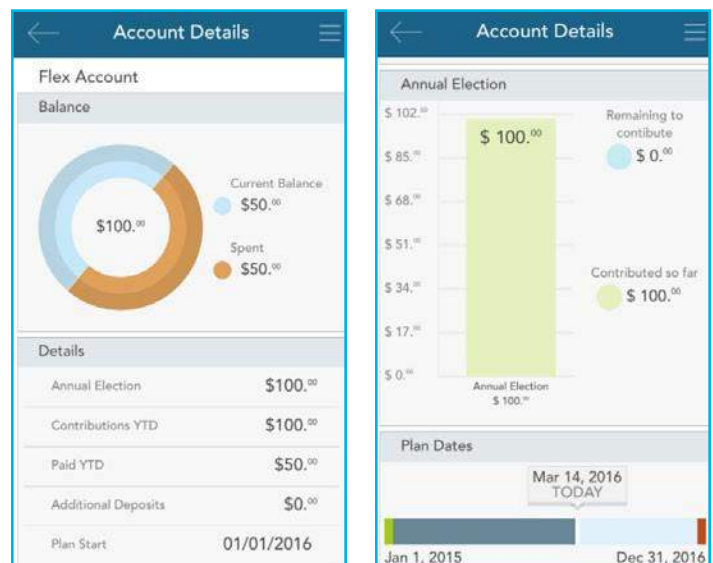 Account Details
Flex Account
Balance
$100.00
Current Balance
$50.00
Spent
$50.00
Details
Annual Election $100.00
Contributions YTD $100.00
Paid YTD $50.00
Additional Deposits $0.00
Plan Start 01/01/2016
Account Details
Annual Election
$ 102.00
$ 85.00
$ 68.00
$ 51.00
$ 34.00
$ 17.00
$ 0.00
$ 100.00
Annual Election
$ 100.00
Remaining to
contibute
$ 0.00
Contributed so far
$ 100.00
Plan Dates
Mar 14, 2016
TODAY
Jan 1, 2015 Dec 31, 2016